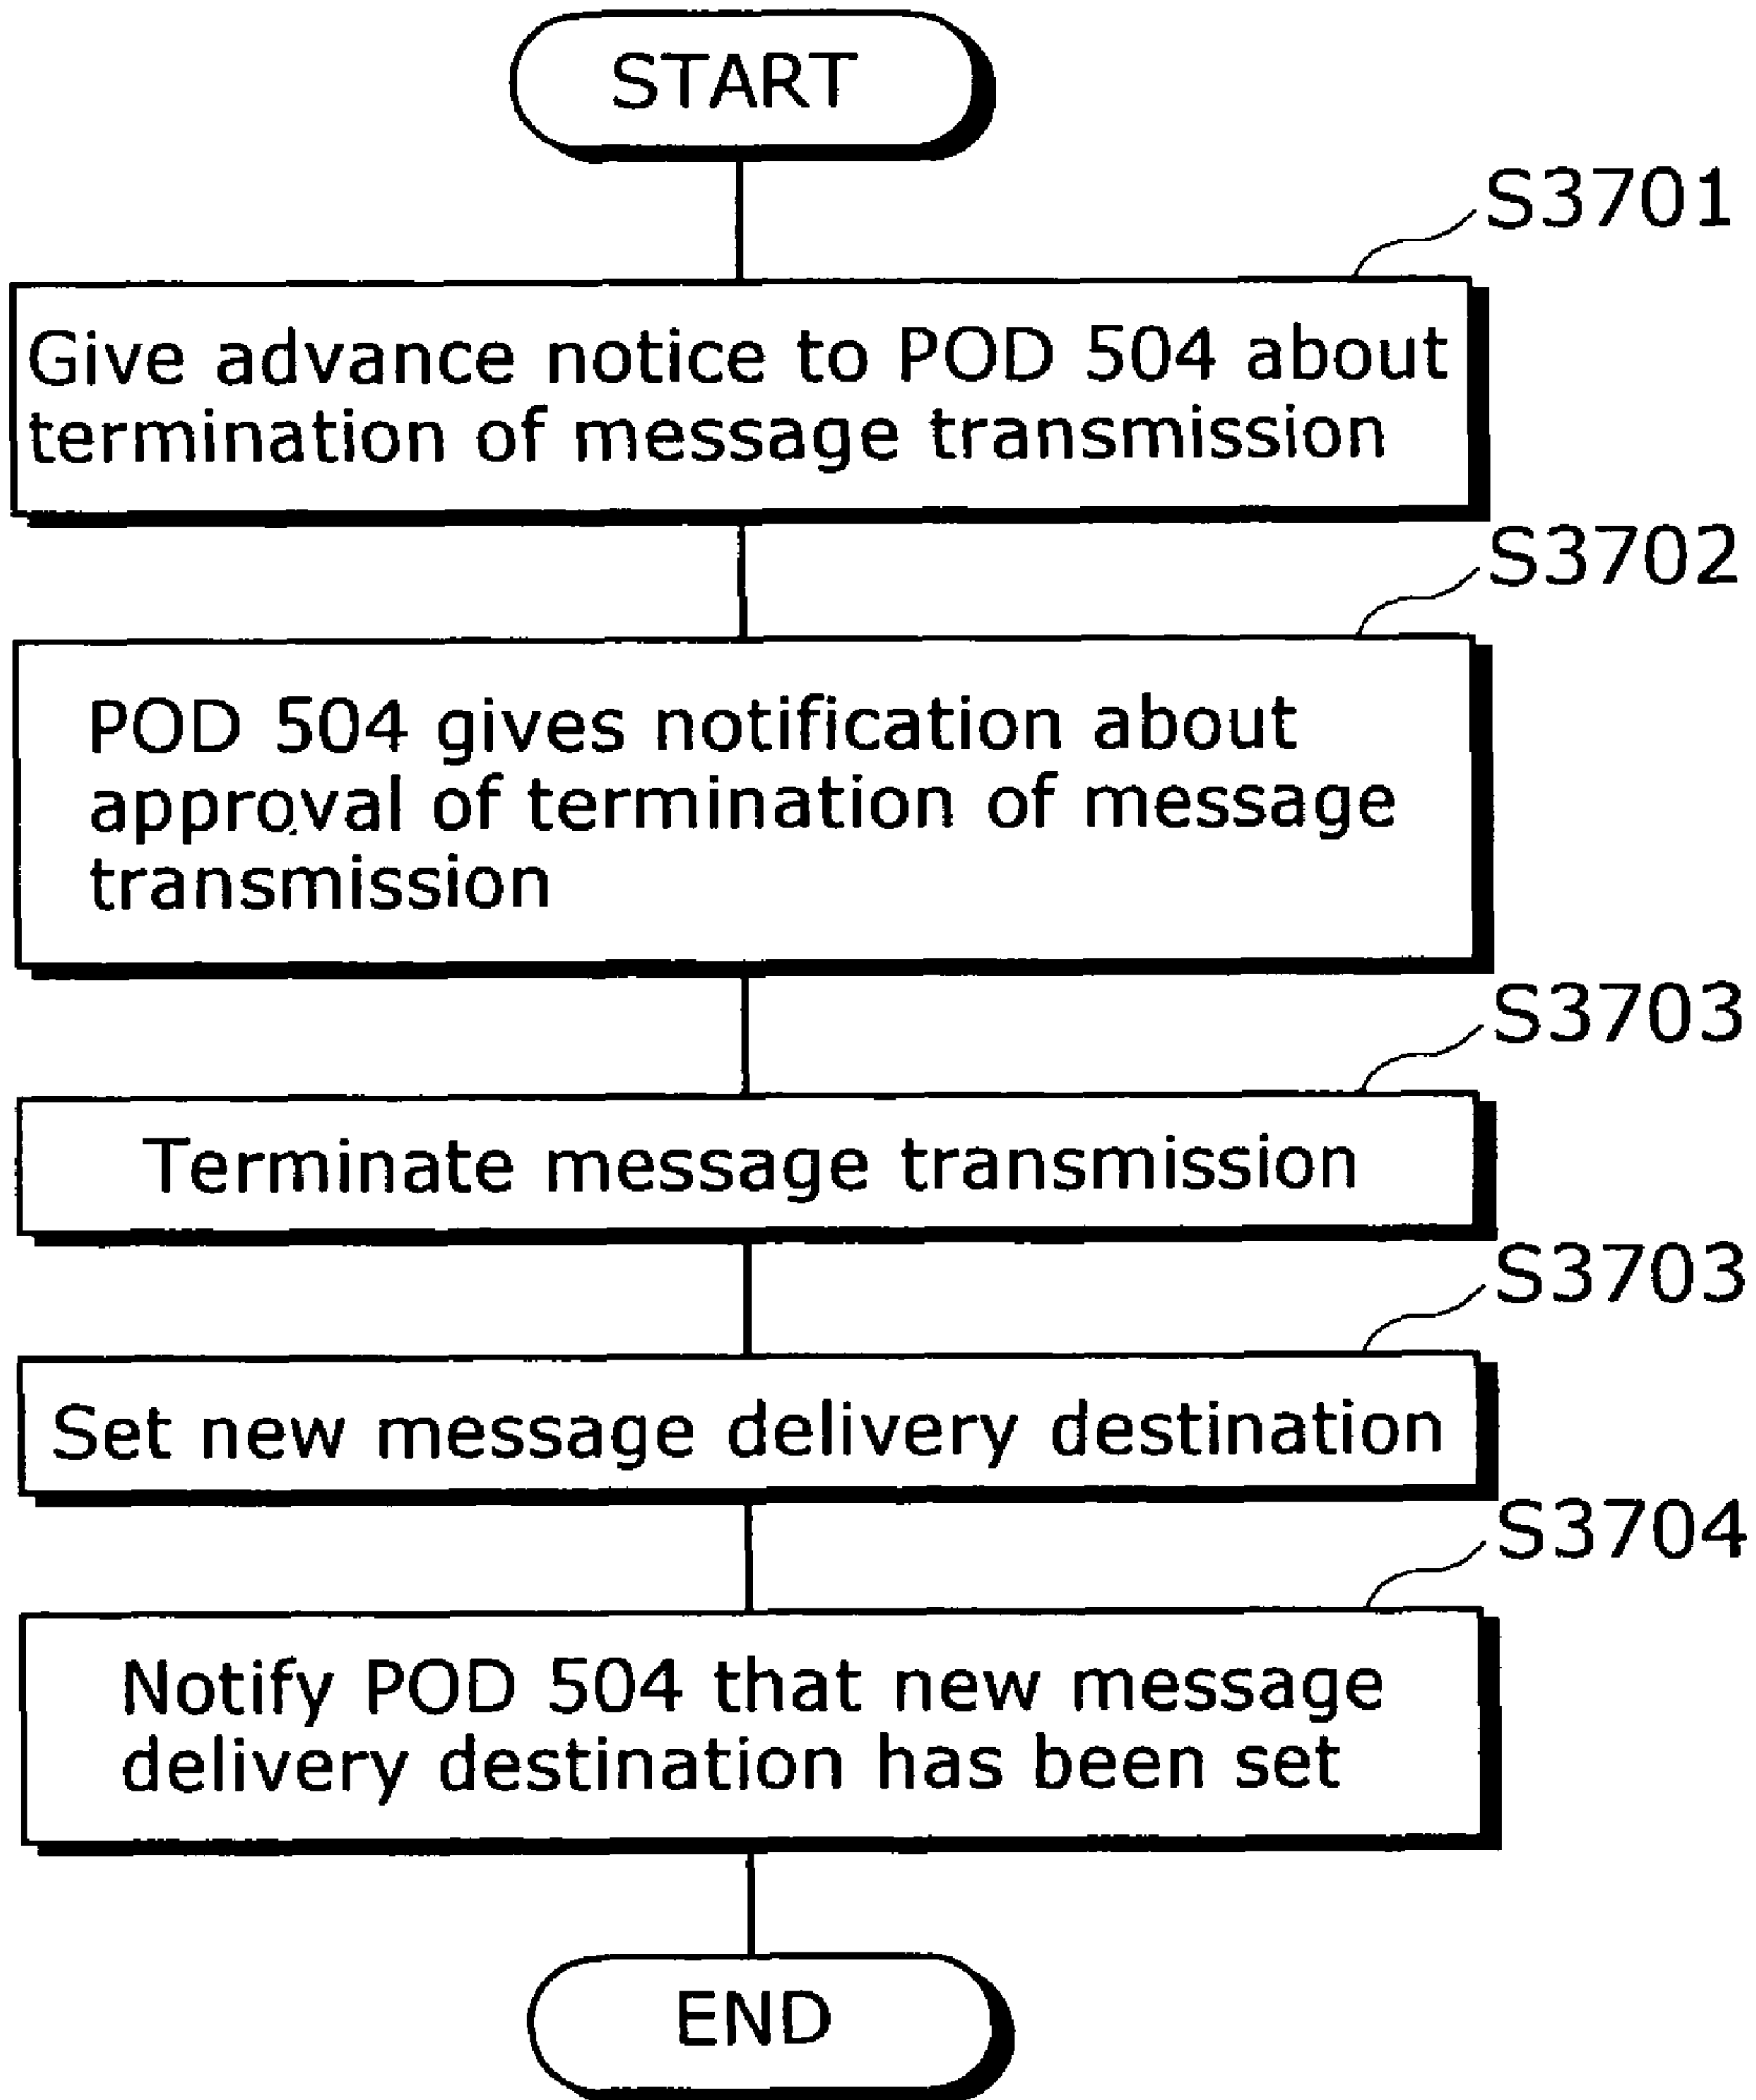 START
S3701
Give advance notice to POD 504 about
termination of message transmission
S3702
POD 504 gives notification about
approval of termination of message
transmission
S3703
Terminate message transmission
S3703
Set new message delivery destination
S3704
Notify POD 504 that new message
delivery destination has been set
END